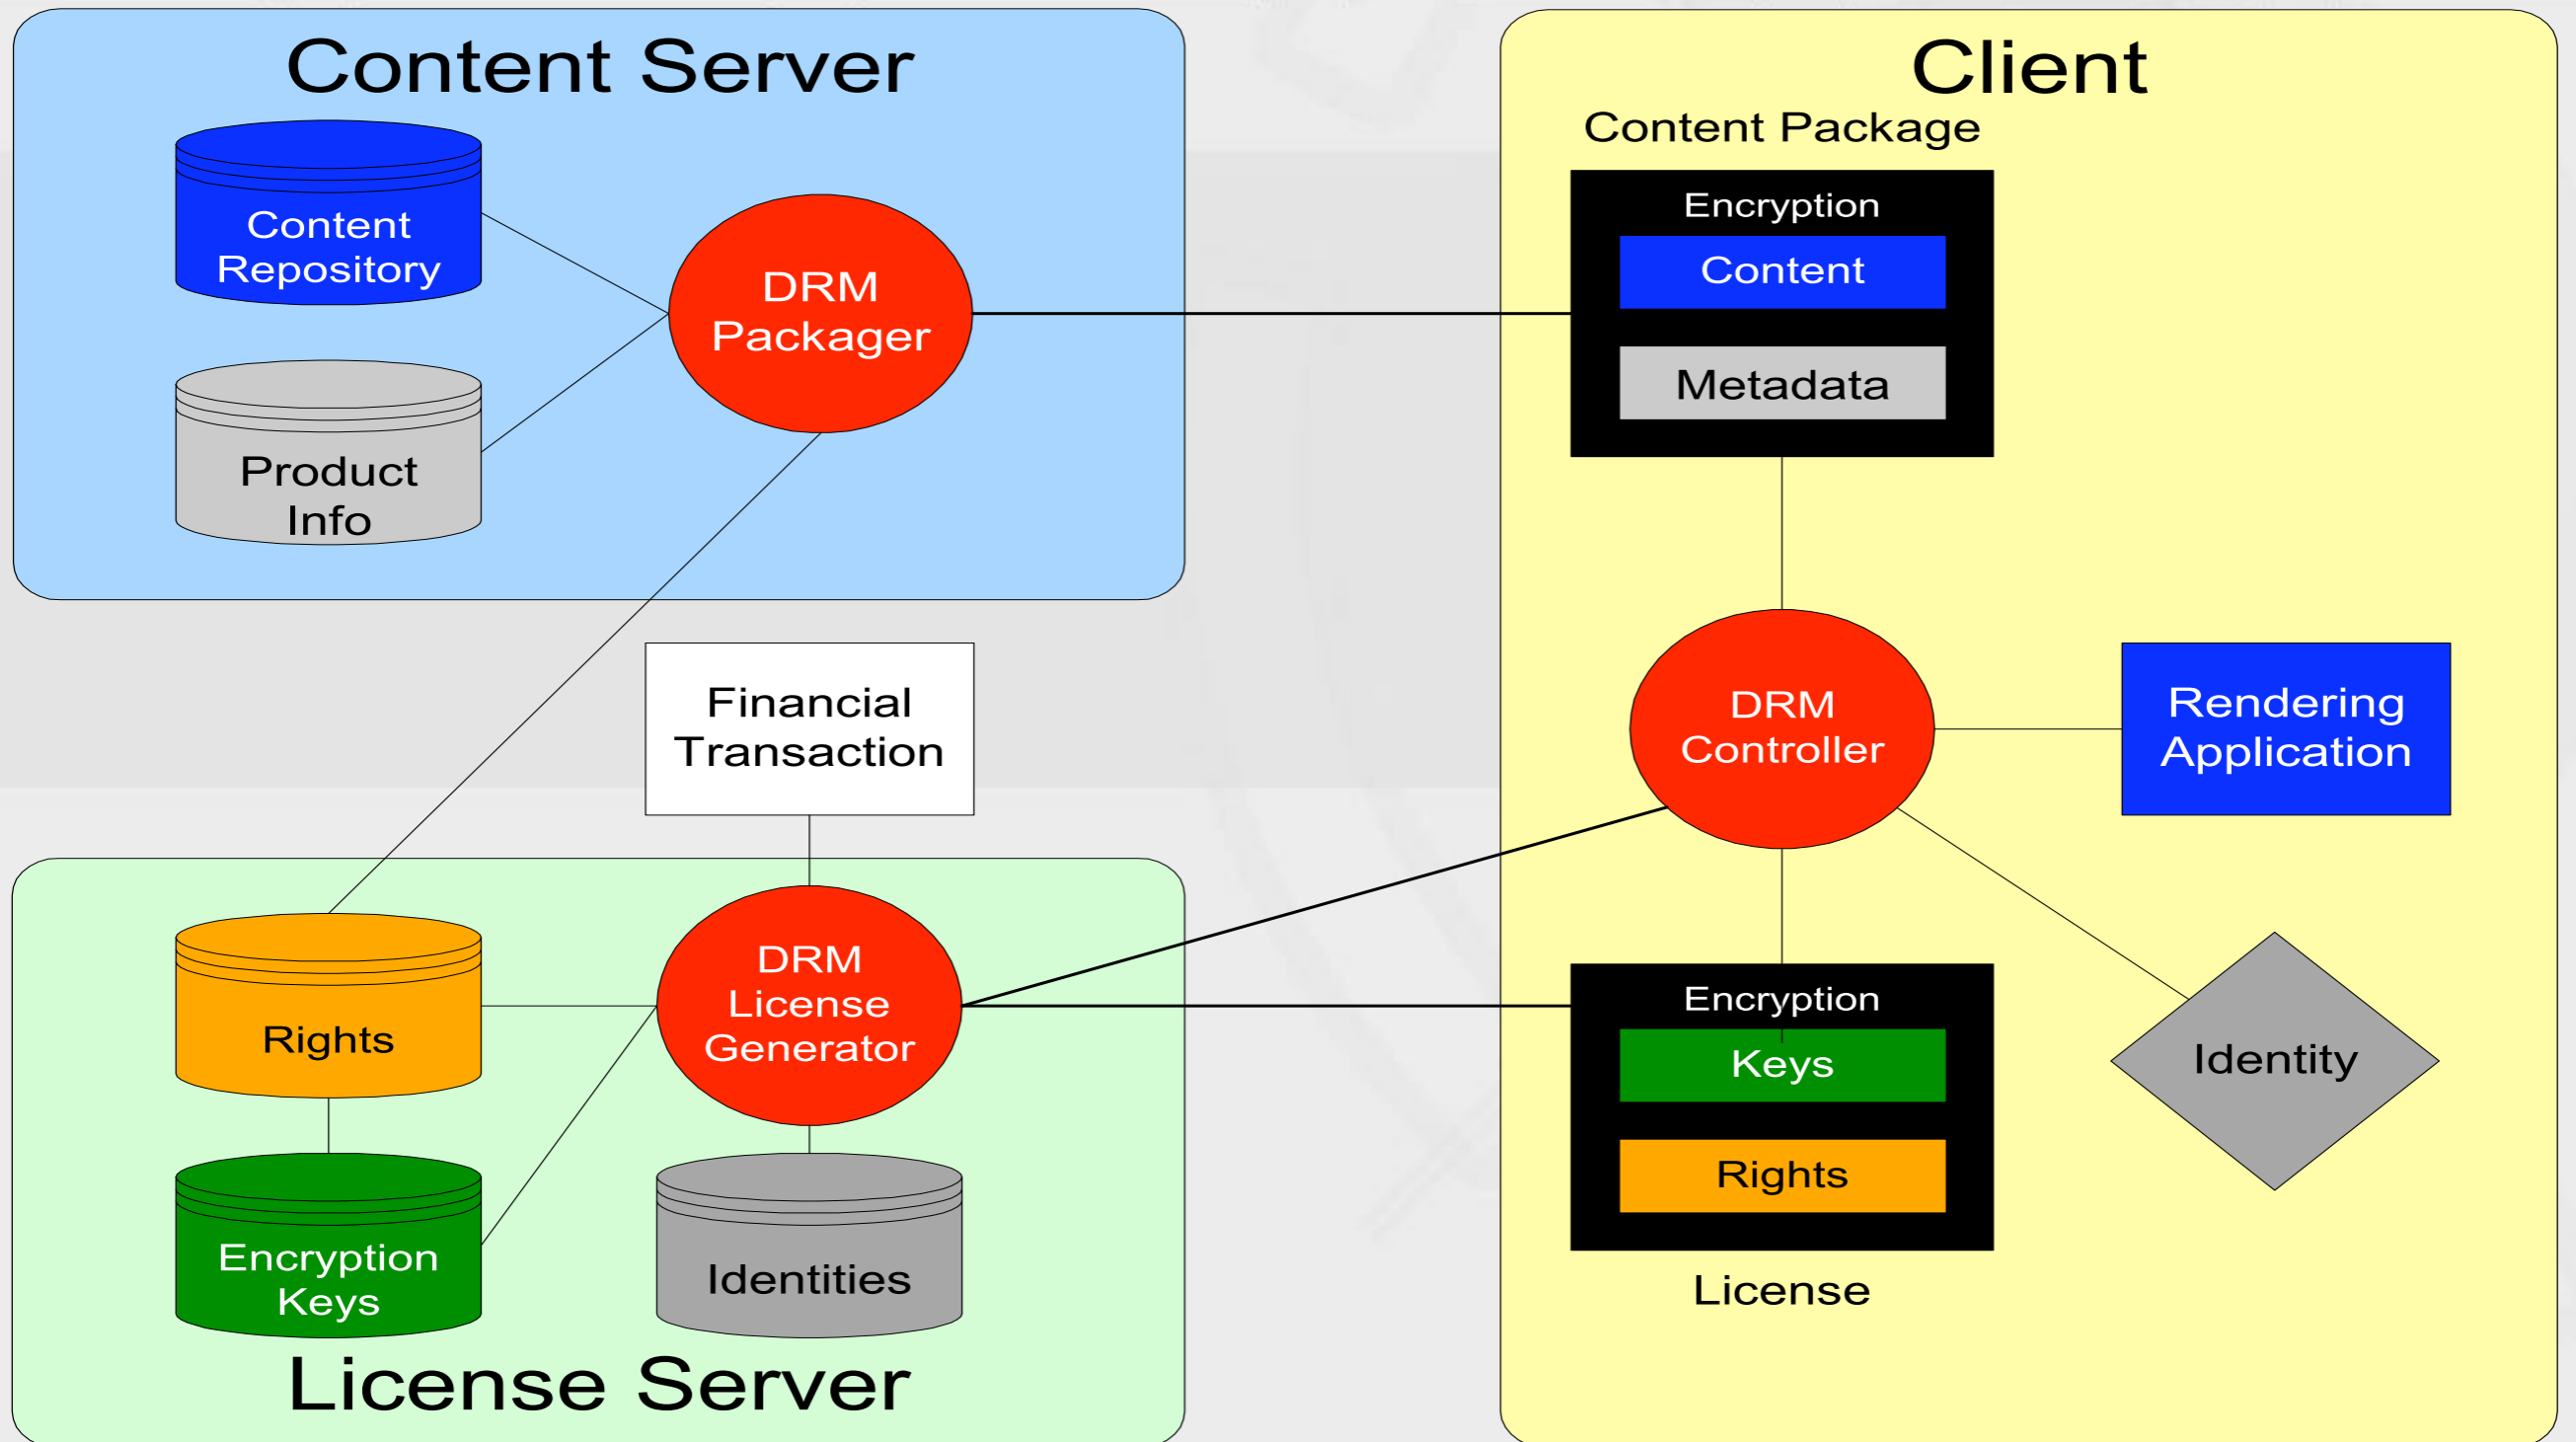 Content Server
Content
Repository
DRM
Packager
Product
Info
Client
Content Package
Encryption
Content
Metadata
Financial
Transaction
DRM
Controller
Rendering
Application
Rights
DRM
License
Generator
Encryption
Keys
Identities
License Server
Encryption
Keys
Rights
License
Identity